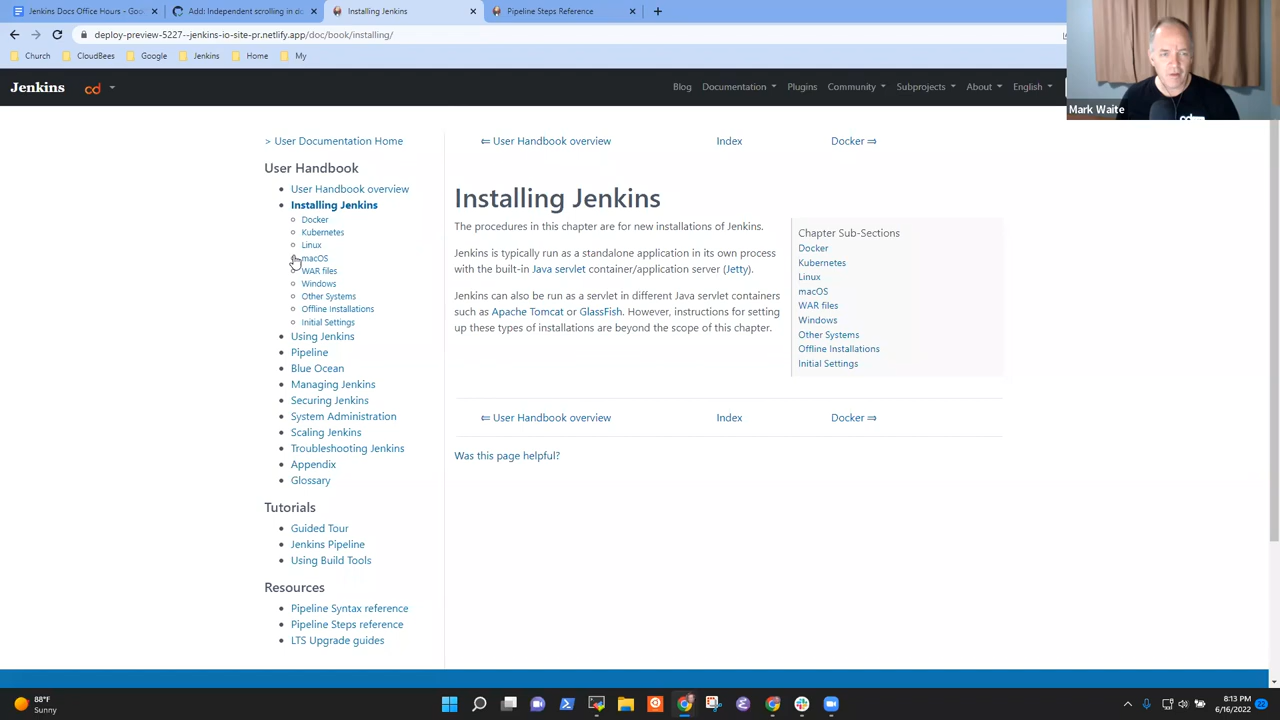 Jenkins Docs Office Hours - Goo
Add: Independent scrolling in do
Installing Jenkins
Pipeline Steps Reference
deploy-preview-5227--jenkins-io-site-pr.netlify.app/doc/book/installing/
Church
CloudBees
Google
Jenkins
Home
My
Jenkins
cd
Blog
Documentation
Plugins
Community
Subprojects
About
English
Mark Waite
> User Documentation Home
User Handbook
User Handbook overview
Installing Jenkins
Docker
Kubernetes
Linux
macOS
WAR files
Windows
Other Systems
Offline Installations
Initial Settings
Using Jenkins
Pipeline
Blue Ocean
Managing Jenkins
Securing Jenkins
System Administration
Scaling Jenkins
Troubleshooting Jenkins
Appendix
Glossary
Tutorials
Guided Tour
Jenkins Pipeline
Using Build Tools
Resources
Pipeline Syntax reference
Pipeline Steps reference
LTS Upgrade guides
⇐ User Handbook overview
Index
Docker ⇒
Installing Jenkins
The procedures in this chapter are for new installations of Jenkins.
Jenkins is typically run as a standalone application in its own process
with the built-in Java servlet container/application server (Jetty).
Jenkins can also be run as a servlet in different Java servlet containers
such as Apache Tomcat or GlassFish. However, instructions for setting
up these types of installations are beyond the scope of this chapter.
Chapter Sub-Sections
Docker
Kubernetes
Linux
macOS
WAR files
Windows
Other Systems
Offline Installations
Initial Settings
⇐ User Handbook overview
Index
Docker ⇒
Was this page helpful?
88°F
Sunny
8:13 PM
6/16/2022
22